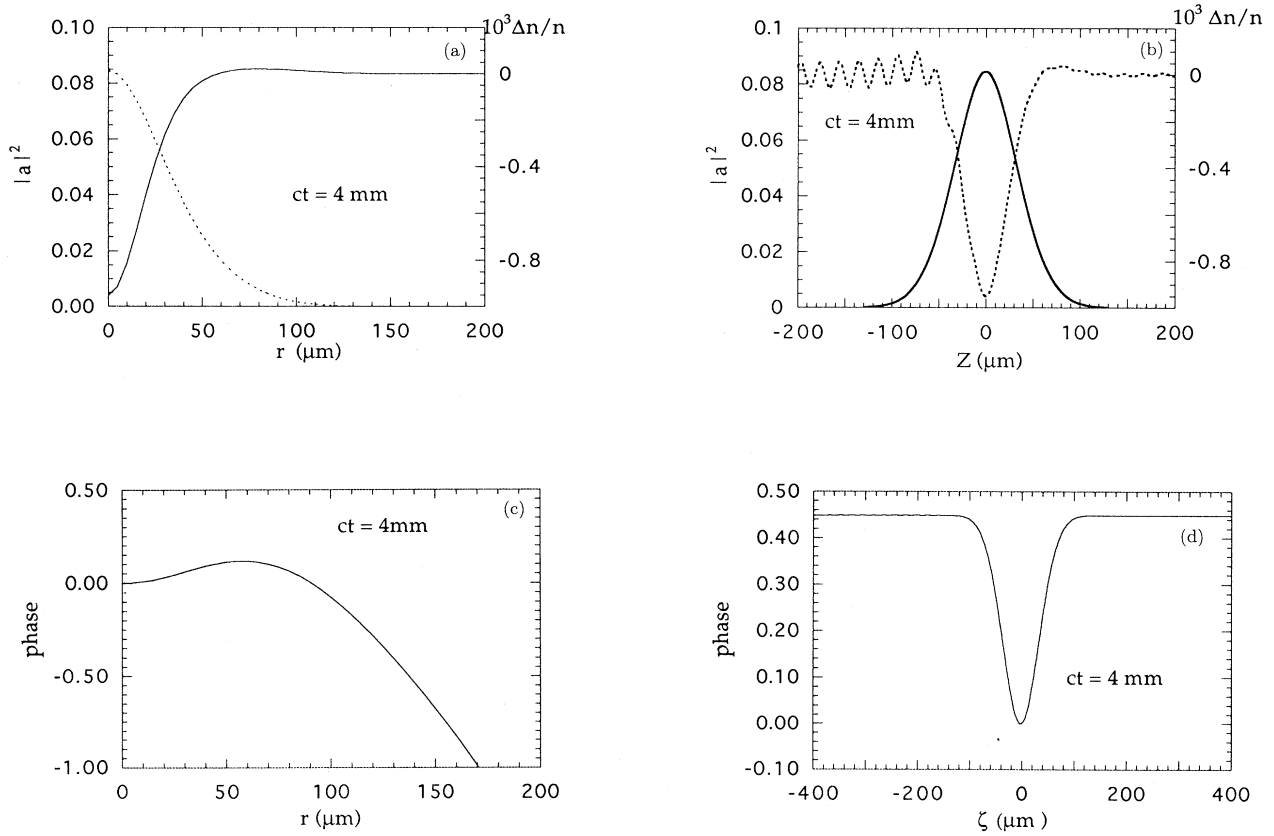 10³ Δn/n
0.10
(a)
0.08
0
0.06
|a|²
-0.4
0.04
ct = 4 mm
0.02
-0.8
0.00
0 50 100 150 200
r (μm)
10³ Δn/n
0.1
(b)
0.08
0
ct = 4mm
0.06
|a|²
-0.4
0.04
0.02
-0.8
0
-200 -100 0 100 200
Z (μm)
0.50
(c)
ct = 4mm
0.00
phase
-0.50
-1.00
0 50 100 150 200
r (μm)
0.50
(d)
0.40
0.30
phase
0.20
0.10
ct = 4 mm
0.00
-0.10
-400 -200 0 200 400
ζ (μm)